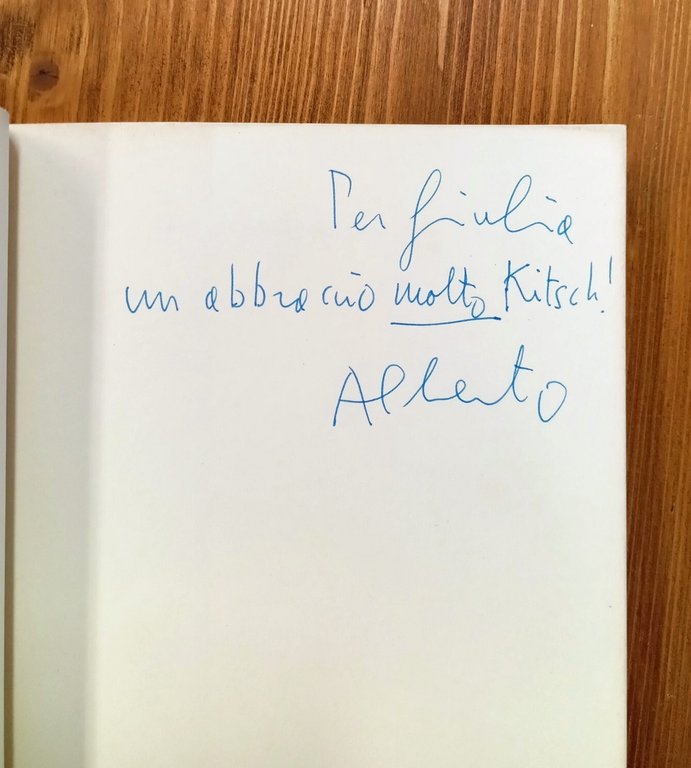 Per Giulia
un abbraccio molto Kitsch!
Alberto